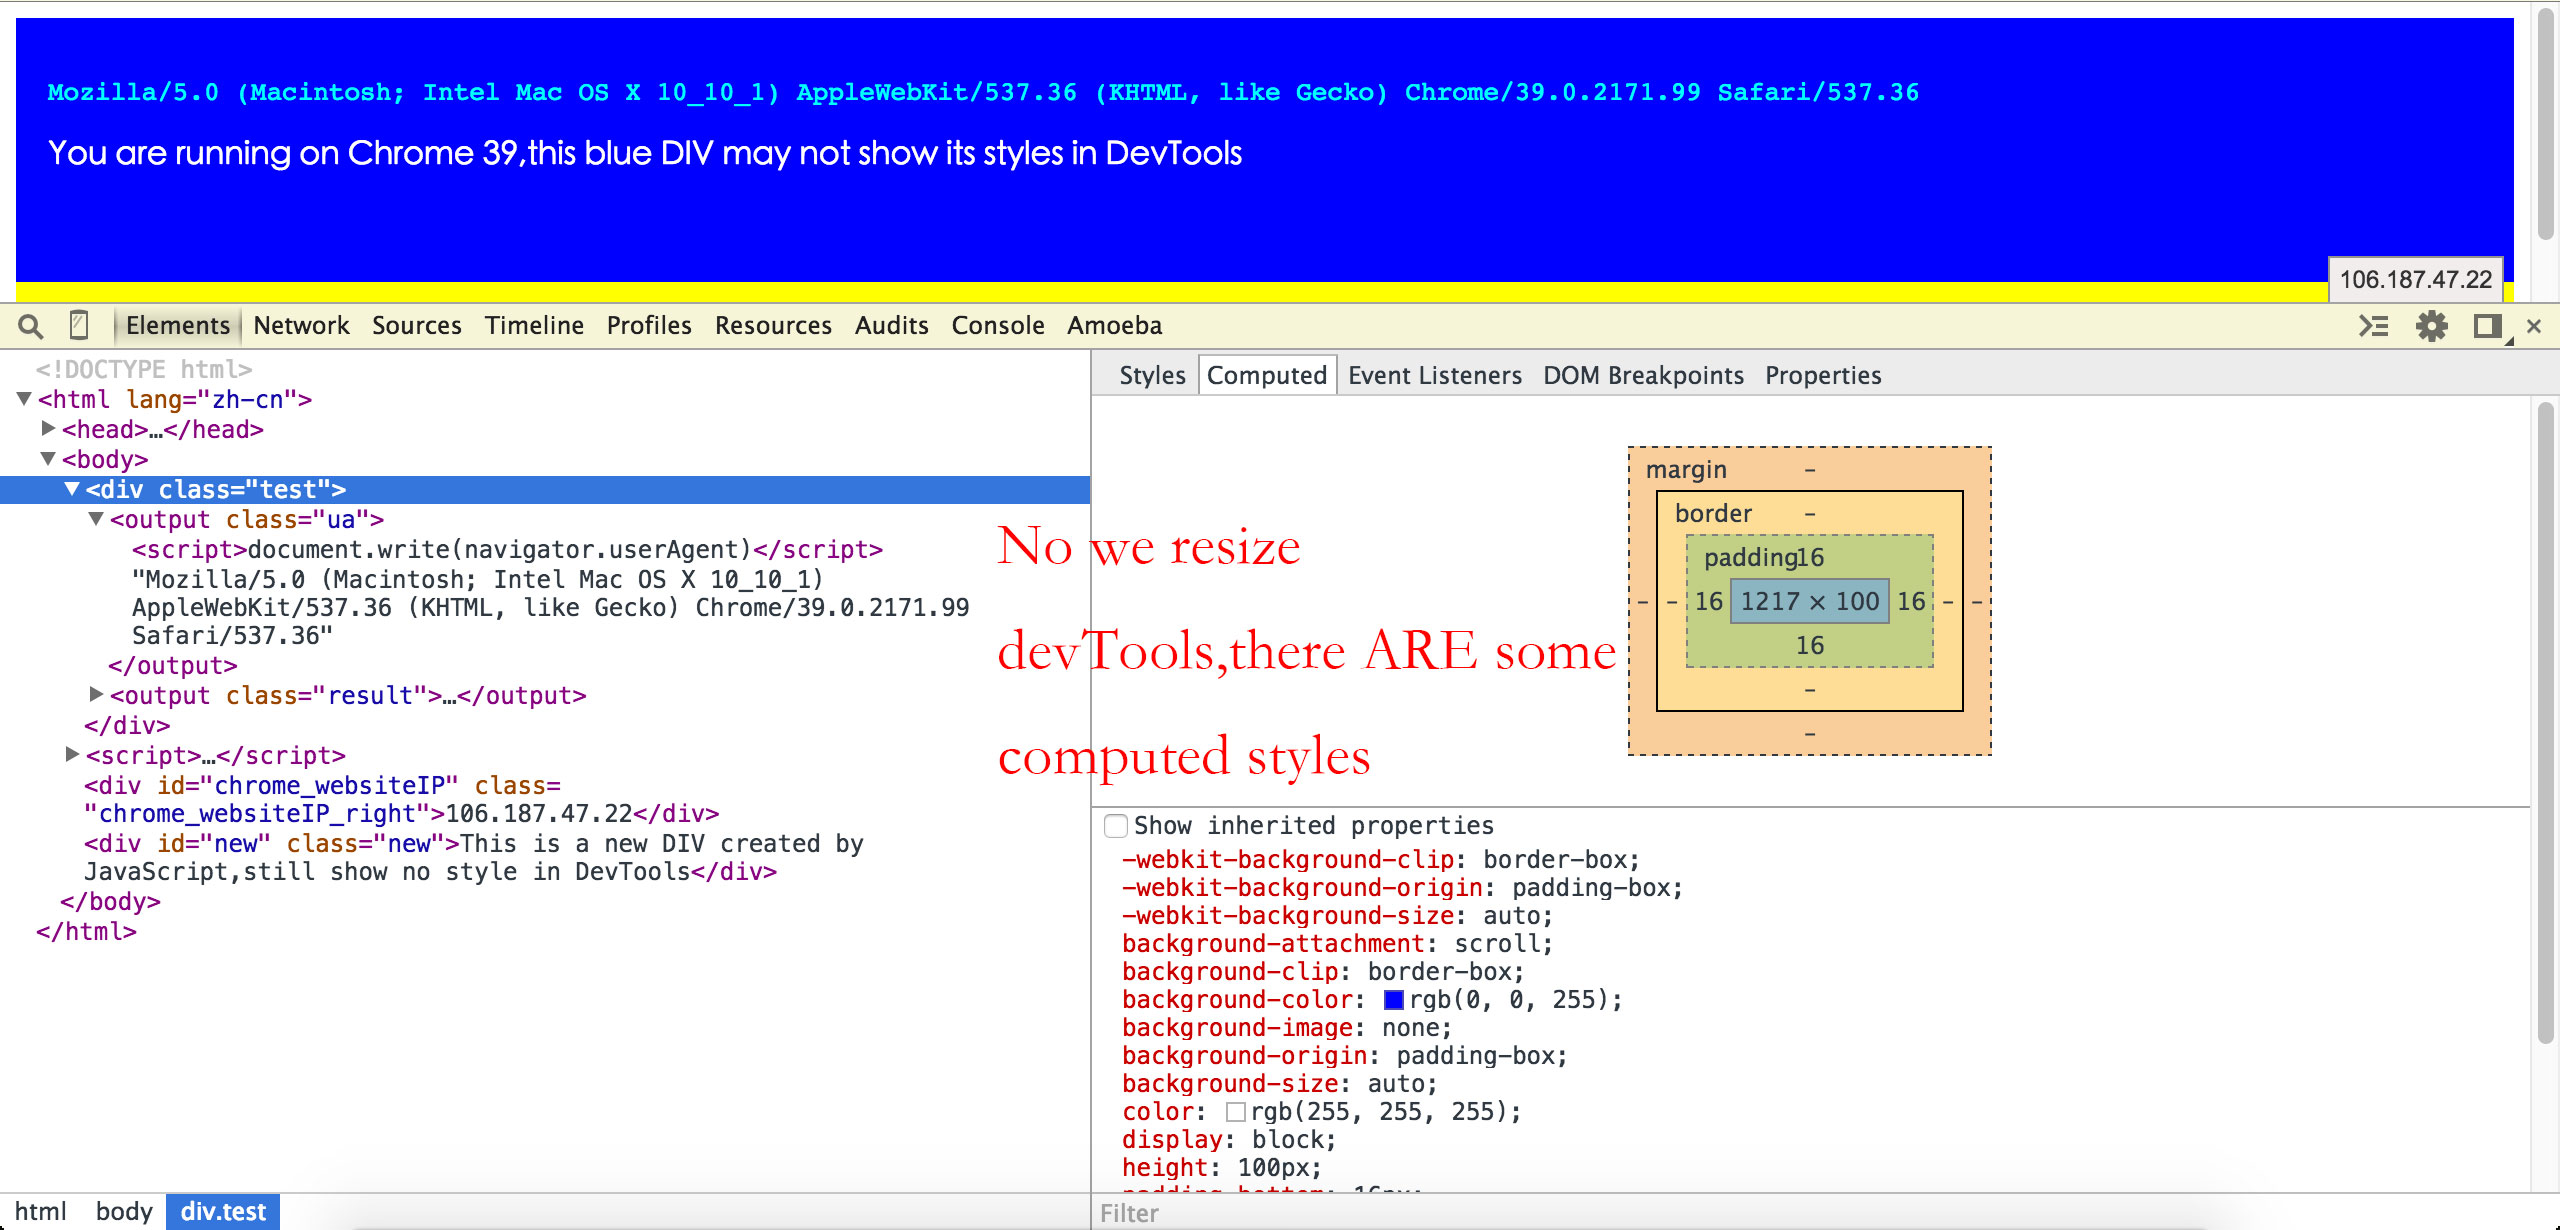 Mozilla/5.0 (Macintosh; Intel Mac OS X 10_10_1) AppleWebKit/537.36 (KHTML, like Gecko) Chrome/39.0.2171.99 Safari/537.36
You are running on Chrome 39,this blue DIV may not show its styles in DevTools
106.187.47.22
Elements Network Sources Timeline Profiles Resources Audits Console Amoeba
<!DOCTYPE html>
<html lang="zh-cn">
<head>…</head>
<body>
<div class="test">
<output class="ua">
<script>document.write(navigator.userAgent)</script>
"Mozilla/5.0 (Macintosh; Intel Mac OS X 10_10_1)
AppleWebKit/537.36 (KHTML, like Gecko) Chrome/39.0.2171.99
Safari/537.36"
</output>
<output class="result">…</output>
</div>
<script>…</script>
<div id="chrome_websiteIP" class=
"chrome_websiteIP_right">106.187.47.22</div>
<div id="new" class="new">This is a new DIV created by
JavaScript,still show no style in DevTools</div>
</body>
</html>
html body div.test
No we resize
devTools,there ARE some
computed styles
Styles Computed Event Listeners DOM Breakpoints Properties
margin -
border -
padding16
- - 16 1217 × 100 16 - -
16
-
-
Show inherited properties
-webkit-background-clip: border-box;
-webkit-background-origin: padding-box;
-webkit-background-size: auto;
background-attachment: scroll;
background-clip: border-box;
background-color: rgb(0, 0, 255);
background-image: none;
background-origin: padding-box;
background-size: auto;
color: rgb(255, 255, 255);
display: block;
height: 100px;
padding-bottom: 16px;
Filter